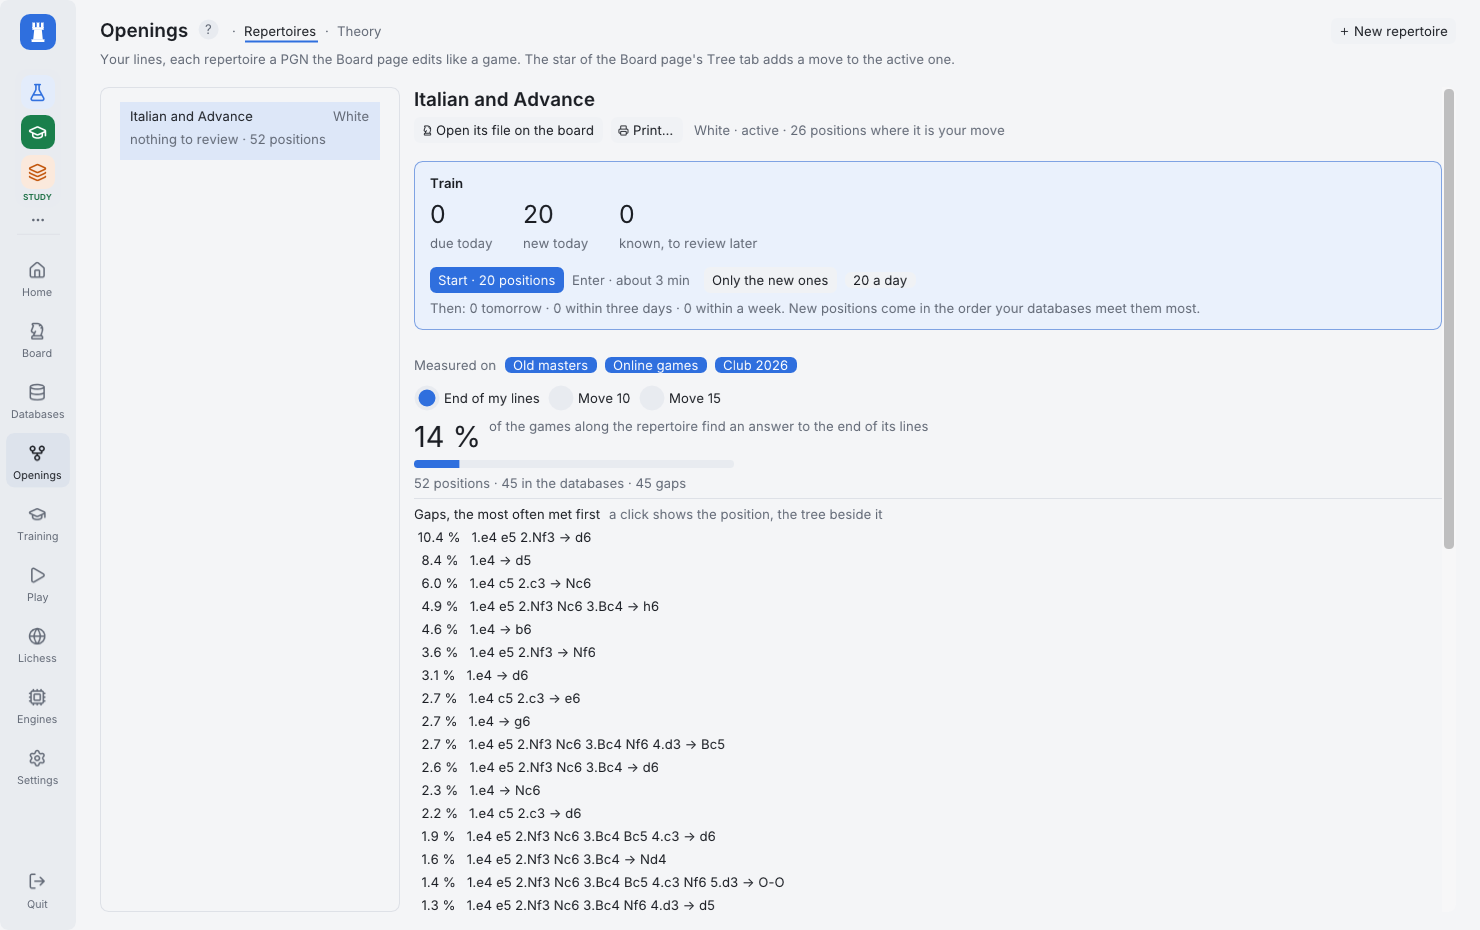 Openings ? · Repertoires · Theory
+ New repertoire
Your lines, each repertoire a PGN the Board page edits like a game. The star of the Board page's Tree tab adds a move to the active one.
STUDY
Home
Board
Databases
Openings
Training
Play
Lichess
Engines
Settings
Quit
Italian and Advance White
nothing to review · 52 positions
Italian and Advance
Open its file on the board Print... White · active · 26 positions where it is your move
Train
0 20 0
due today new today known, to review later
Start · 20 positions Enter · about 3 min Only the new ones 20 a day
Then: 0 tomorrow · 0 within three days · 0 within a week. New positions come in the order your databases meet them most.
Measured on Old masters Online games Club 2026
End of my lines Move 10 Move 15
14 % of the games along the repertoire find an answer to the end of its lines
52 positions · 45 in the databases · 45 gaps
Gaps, the most often met first a click shows the position, the tree beside it
10.4 % 1.e4 e5 2.Nf3 → d6
8.4 % 1.e4 → d5
6.0 % 1.e4 c5 2.c3 → Nc6
4.9 % 1.e4 e5 2.Nf3 Nc6 3.Bc4 → h6
4.6 % 1.e4 → b6
3.6 % 1.e4 e5 2.Nf3 → Nf6
3.1 % 1.e4 → d6
2.7 % 1.e4 c5 2.c3 → e6
2.7 % 1.e4 → g6
2.7 % 1.e4 e5 2.Nf3 Nc6 3.Bc4 Nf6 4.d3 → Bc5
2.6 % 1.e4 e5 2.Nf3 Nc6 3.Bc4 → d6
2.3 % 1.e4 → Nc6
2.2 % 1.e4 c5 2.c3 → d6
1.9 % 1.e4 e5 2.Nf3 Nc6 3.Bc4 Bc5 4.c3 → d6
1.6 % 1.e4 e5 2.Nf3 Nc6 3.Bc4 → Nd4
1.4 % 1.e4 e5 2.Nf3 Nc6 3.Bc4 Bc5 4.c3 Nf6 5.d3 → O-O
1.3 % 1.e4 e5 2.Nf3 Nc6 3.Bc4 Nf6 4.d3 → d5